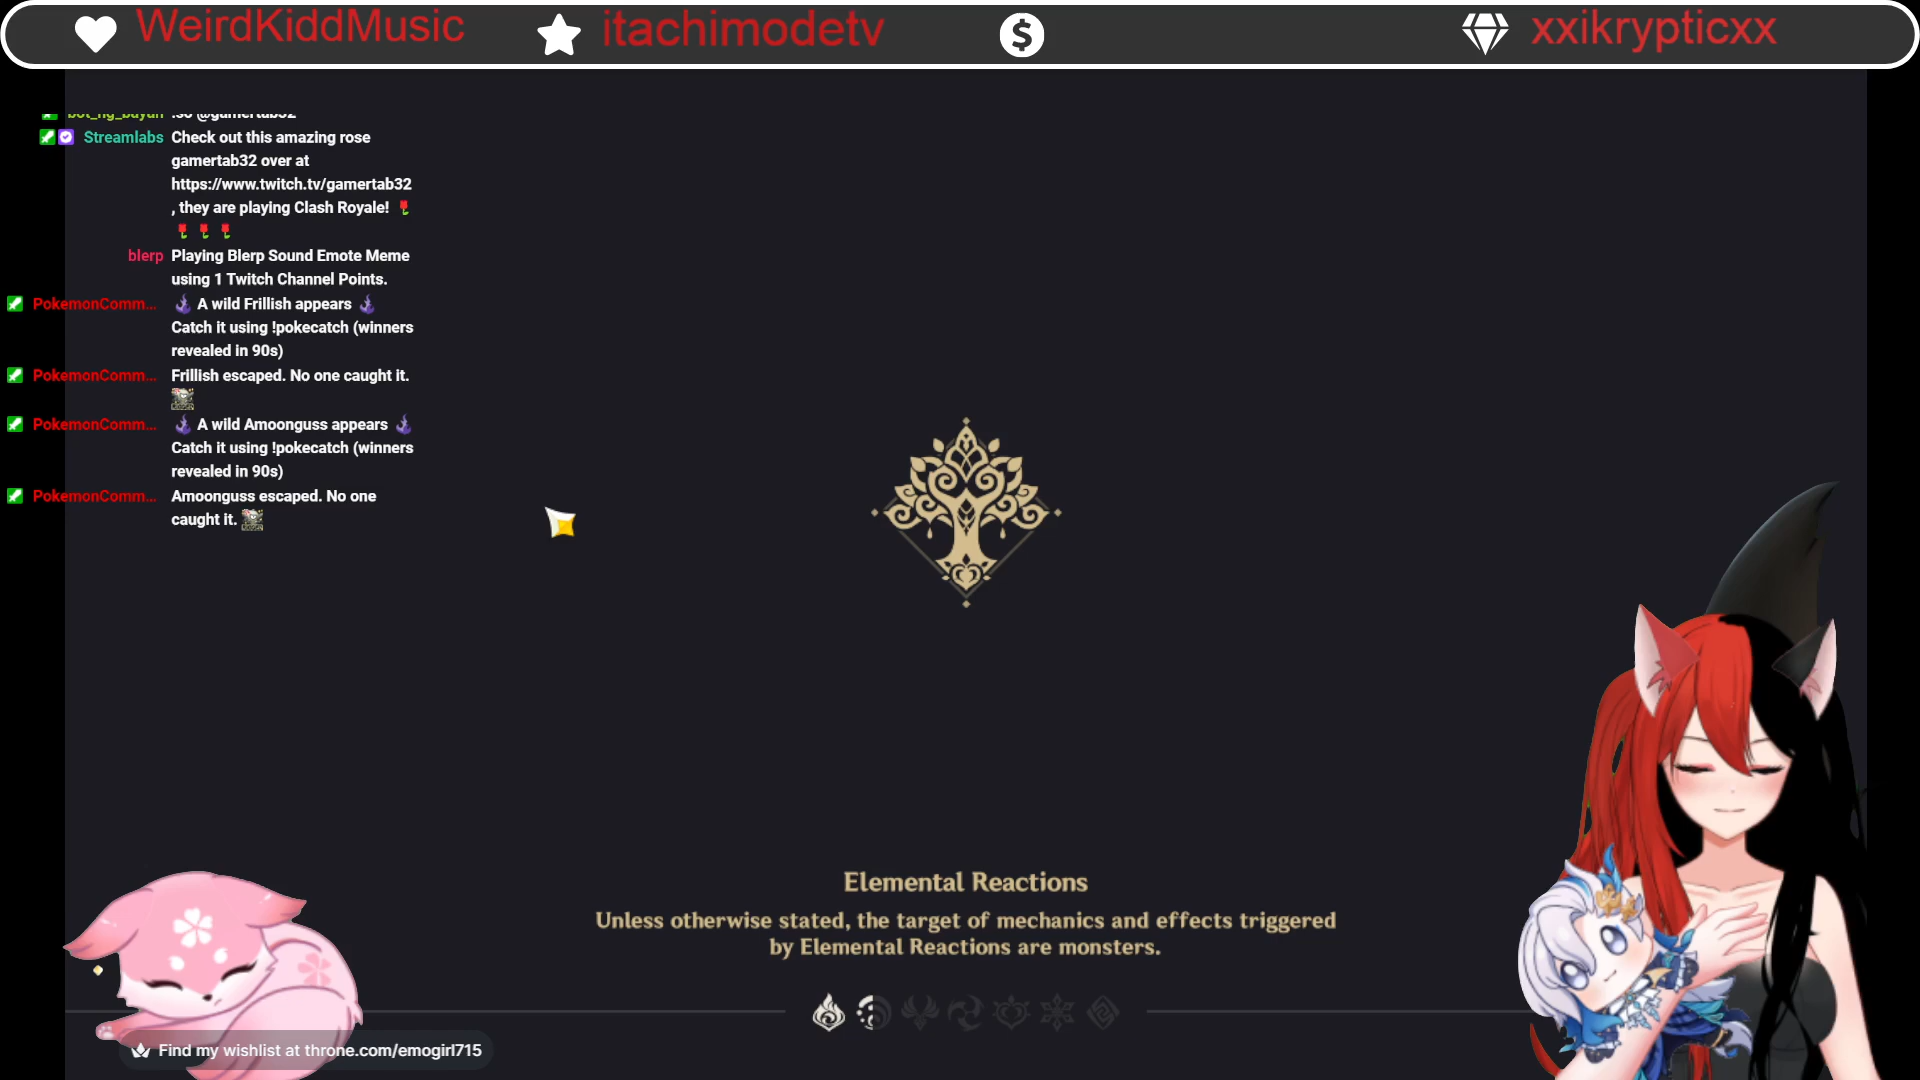 WeirdKiddMusic
itachimodetv
xxikrypticxx
bot_ng_bayan !so @gamertab32
Streamlabs Check out this amazing rose
gamertab32 over at
https://www.twitch.tv/gamertab32
, they are playing Clash Royale!
blerp Playing Blerp Sound Emote Meme
using 1 Twitch Channel Points.
PokemonComm... A wild Frillish appears
Catch it using !pokecatch (winners
revealed in 90s)
PokemonComm... Frillish escaped. No one caught it.
PokemonComm... A wild Amoonguss appears
Catch it using !pokecatch (winners
revealed in 90s)
PokemonComm... Amoonguss escaped. No one
caught it.
Elemental Reactions
Unless otherwise stated, the target of mechanics and effects triggered
by Elemental Reactions are monsters.
Find my wishlist at throne.com/emogirl715